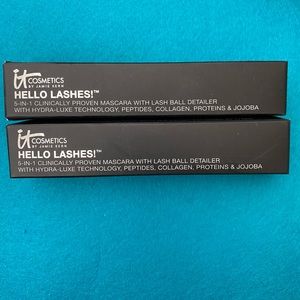 iT
COSMETICS
BY JAMIE KERN
HELLO LASHES!™
5-IN-1 CLINICALLY PROVEN MASCARA WITH LASH BALL DETAILER
WITH HYDRA-LUXE TECHNOLOGY, PEPTIDES, COLLAGEN, PROTEINS & JOJOBA
iT
COSMETICS
BY JAMIE KERN
HELLO LASHES!™
5-IN-1 CLINICALLY PROVEN MASCARA WITH LASH BALL DETAILER
WITH HYDRA-LUXE TECHNOLOGY, PEPTIDES, COLLAGEN, PROTEINS & JOJOBA